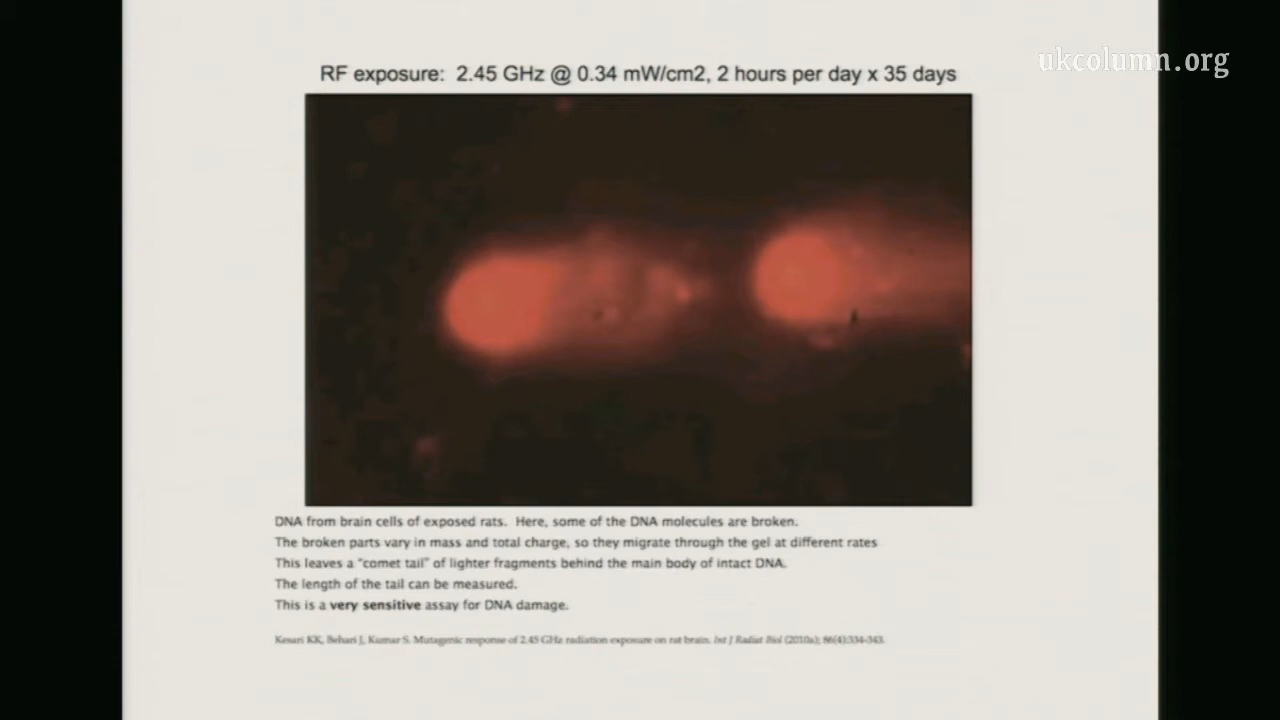 ukcolumn.org
RF exposure: 2.45 GHz @ 0.34 mW/cm2, 2 hours per day x 35 days
DNA from brain cells of exposed rats. Here, some of the DNA molecules are broken.
The broken parts vary in mass and total charge, so they migrate through the gel at different rates
This leaves a "comet tail" of lighter fragments behind the main body of intact DNA.
The length of the tail can be measured.
This is a very sensitive assay for DNA damage.
Kesari KK, Behari J, Kumar S. Mutagenic response of 2.45 GHz radiation exposure on rat brain. Int J Radiat Biol (2010a); 86(4):334-343.